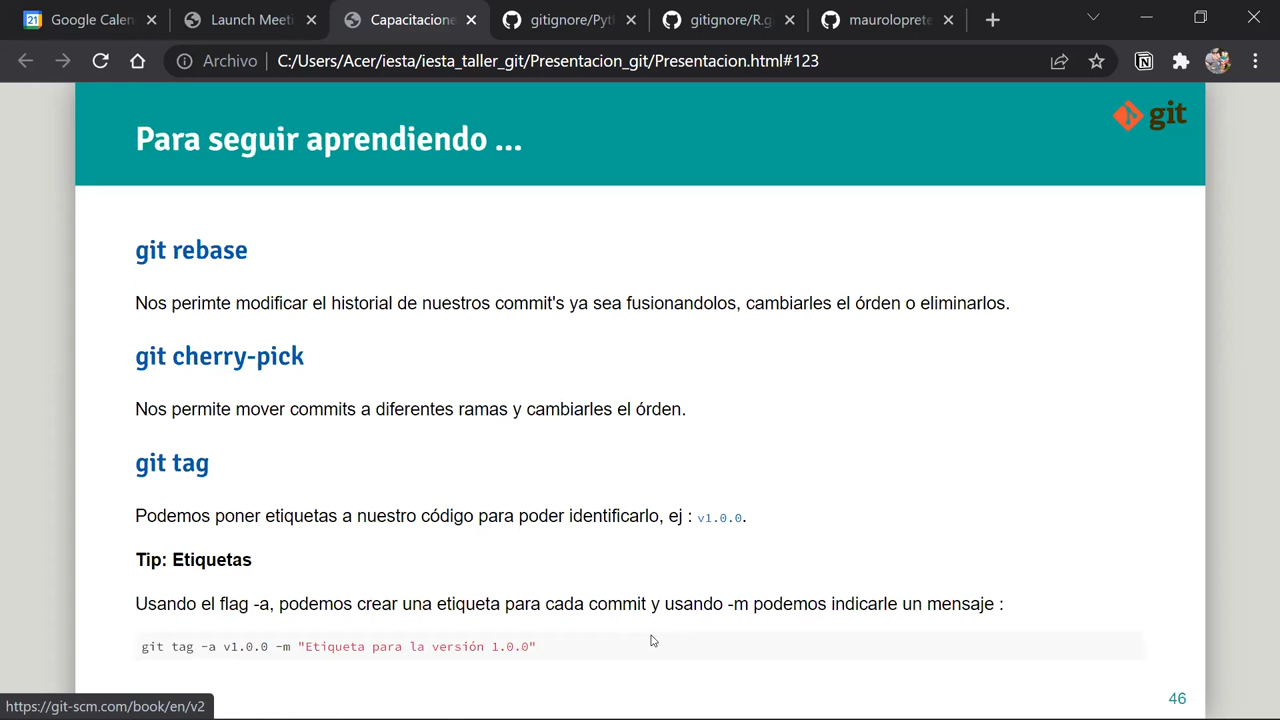 Google Calen
Launch Meeti
Capacitacione
gitignore/Pyt
gitignore/R.g
mauroloprete
Archivo
C:/Users/Acer/iesta/iesta_taller_git/Presentacion_git/Presentacion.html#123
Para seguir aprendiendo ...
git
git rebase
Nos perimte modificar el historial de nuestros commit's ya sea fusionandolos, cambiarles el órden o eliminarlos.
git cherry-pick
Nos permite mover commits a diferentes ramas y cambiarles el órden.
git tag
Podemos poner etiquetas a nuestro código para poder identificarlo, ej : v1.0.0.
Tip: Etiquetas
Usando el flag -a, podemos crear una etiqueta para cada commit y usando -m podemos indicarle un mensaje :
git tag -a v1.0.0 -m "Etiqueta para la versión 1.0.0"
46
https://git-scm.com/book/en/v2